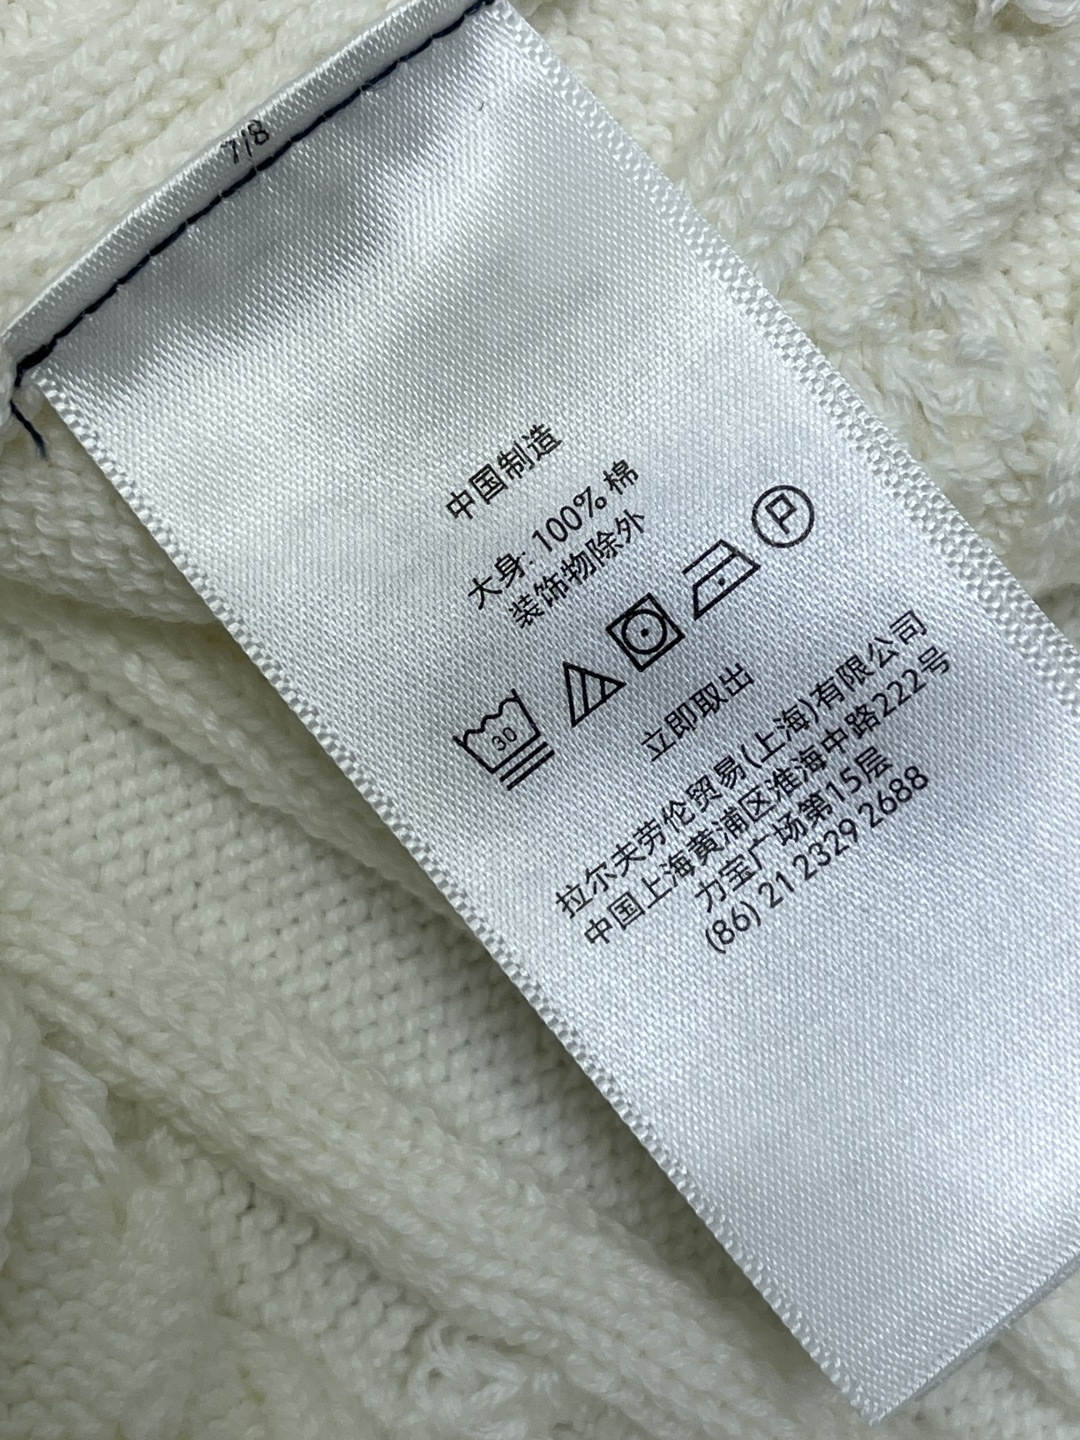 7/8
中国制造
大身: 100% 棉
装饰物除外
P
30
立即取出
拉尔夫劳伦贸易(上海)有限公司
中国上海黄浦区淮海中路222号
力宝广场第15层
(86) 21 2329 2688